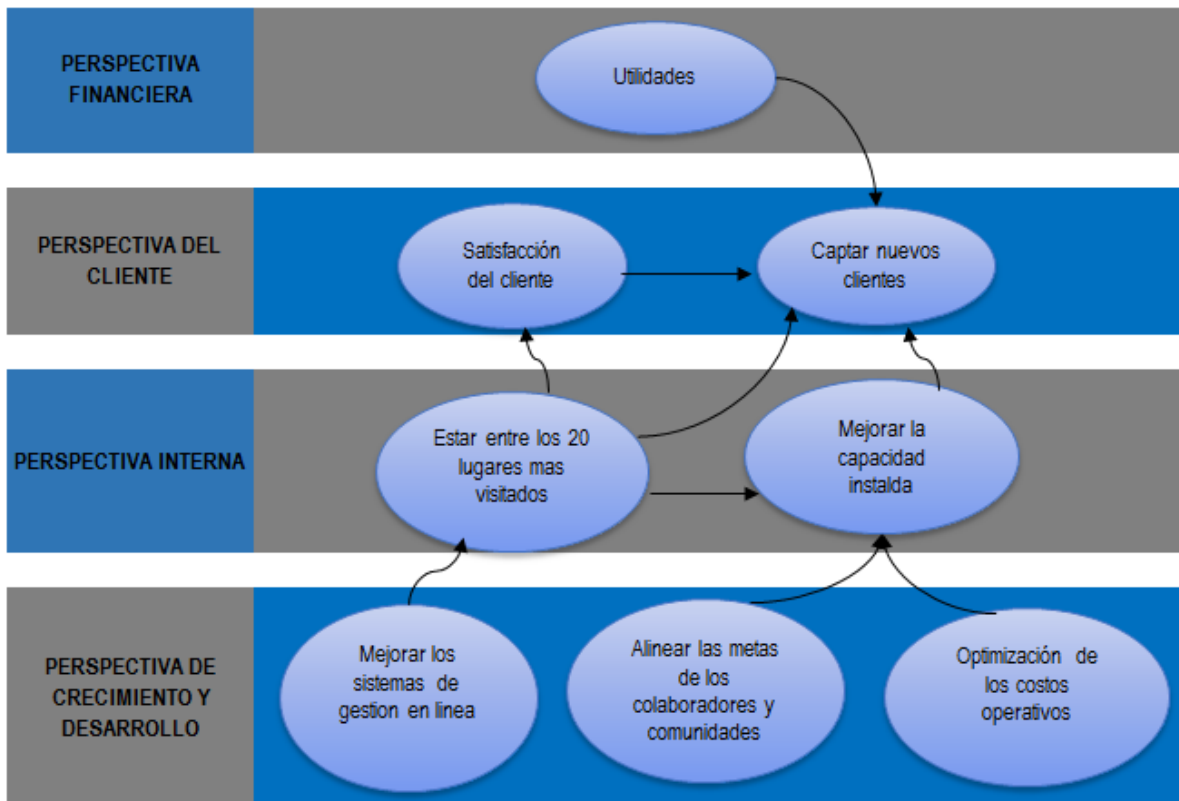 PERSPECTIVA
FINANCIERA
Utilidades
PERSPECTIVA DEL
CLIENTE
Satisfacción
del cliente
Captar nuevos
clientes
PERSPECTIVA INTERNA
Estar entre los 20
lugares mas
visitados
Mejorar la
capacidad
instalda
PERSPECTIVA DE
CRECIMIENTO Y
DESARROLLO
Mejorar los
sistemas de
gestion en linea
Alinear las metas
de los
colaboradores y
comunidades
Optimización de
los costos
operativos